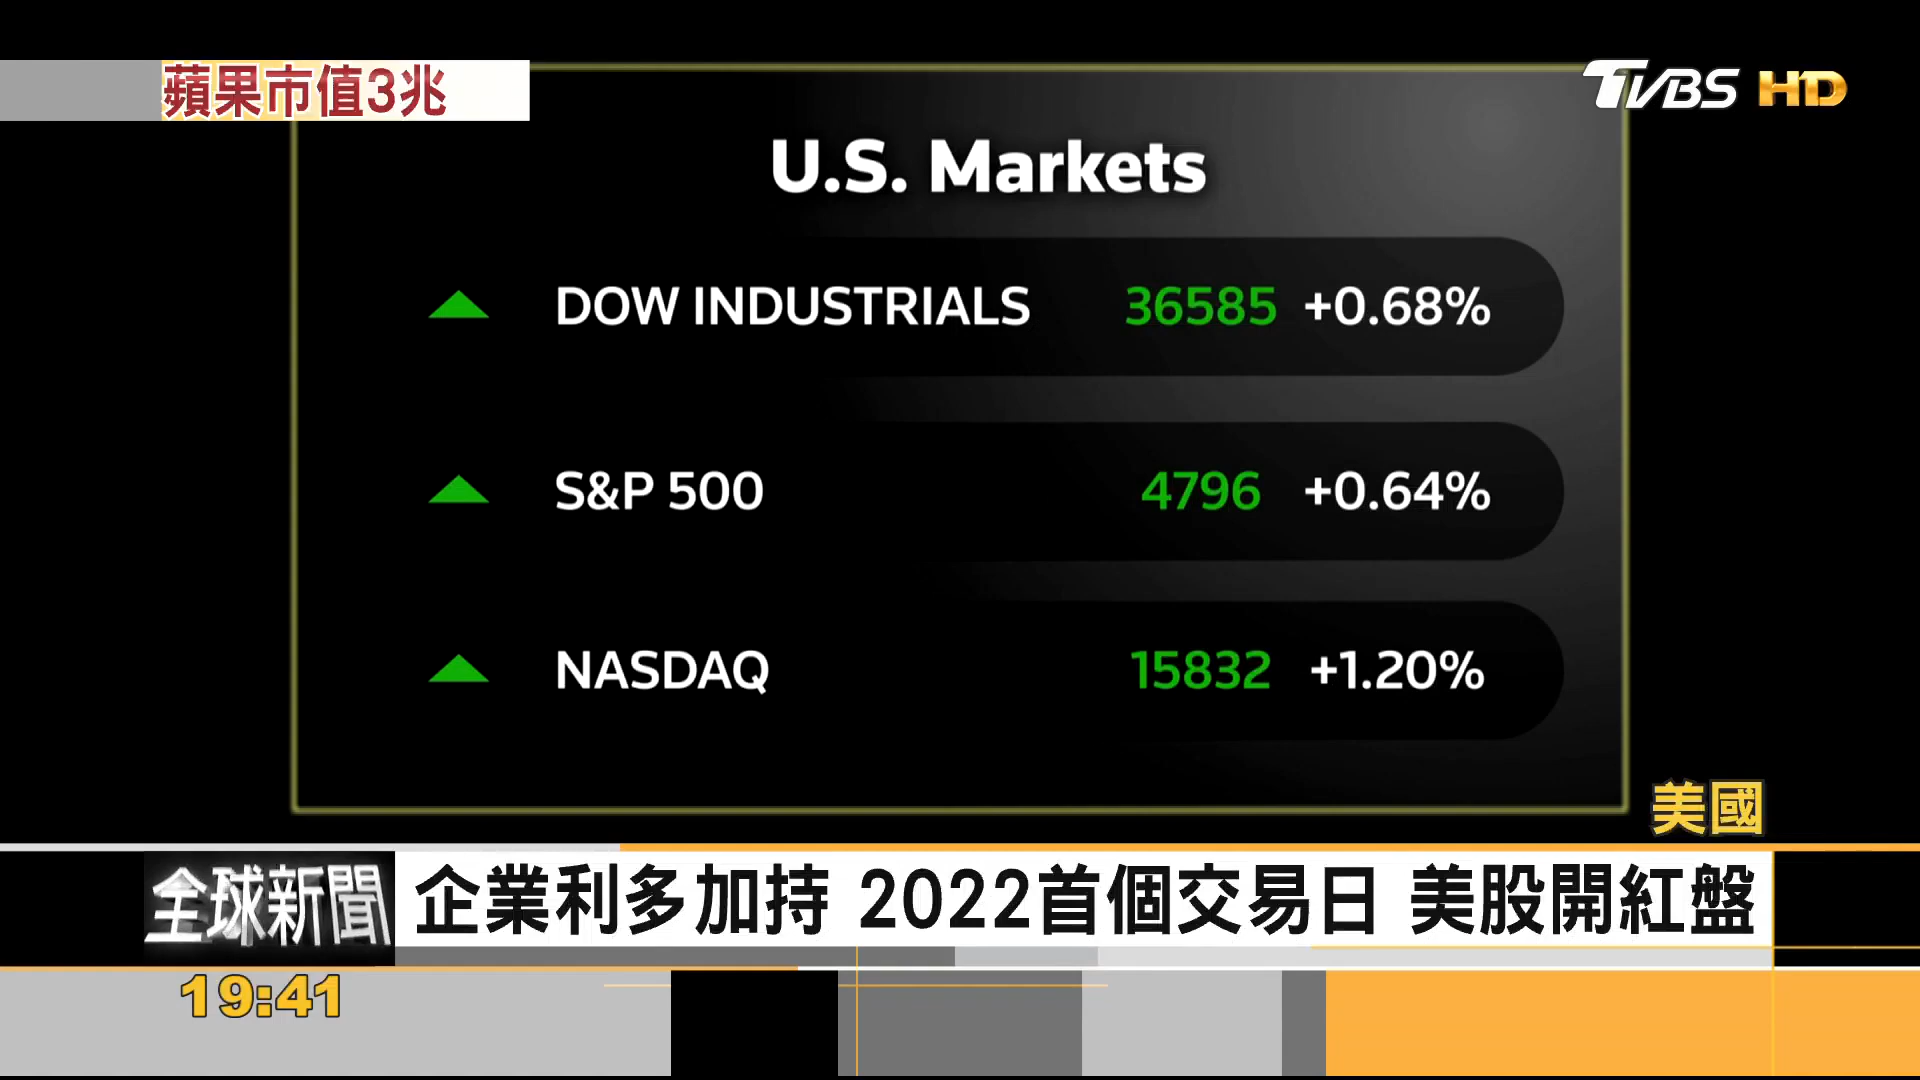 蘋果市值3兆
TVBS HD
U.S. Markets
DOW INDUSTRIALS 36585 +0.68%
S&P 500 4796 +0.64%
NASDAQ 15832 +1.20%
美國
全球新聞
企業利多加持 2022首個交易日 美股開紅盤
19:41